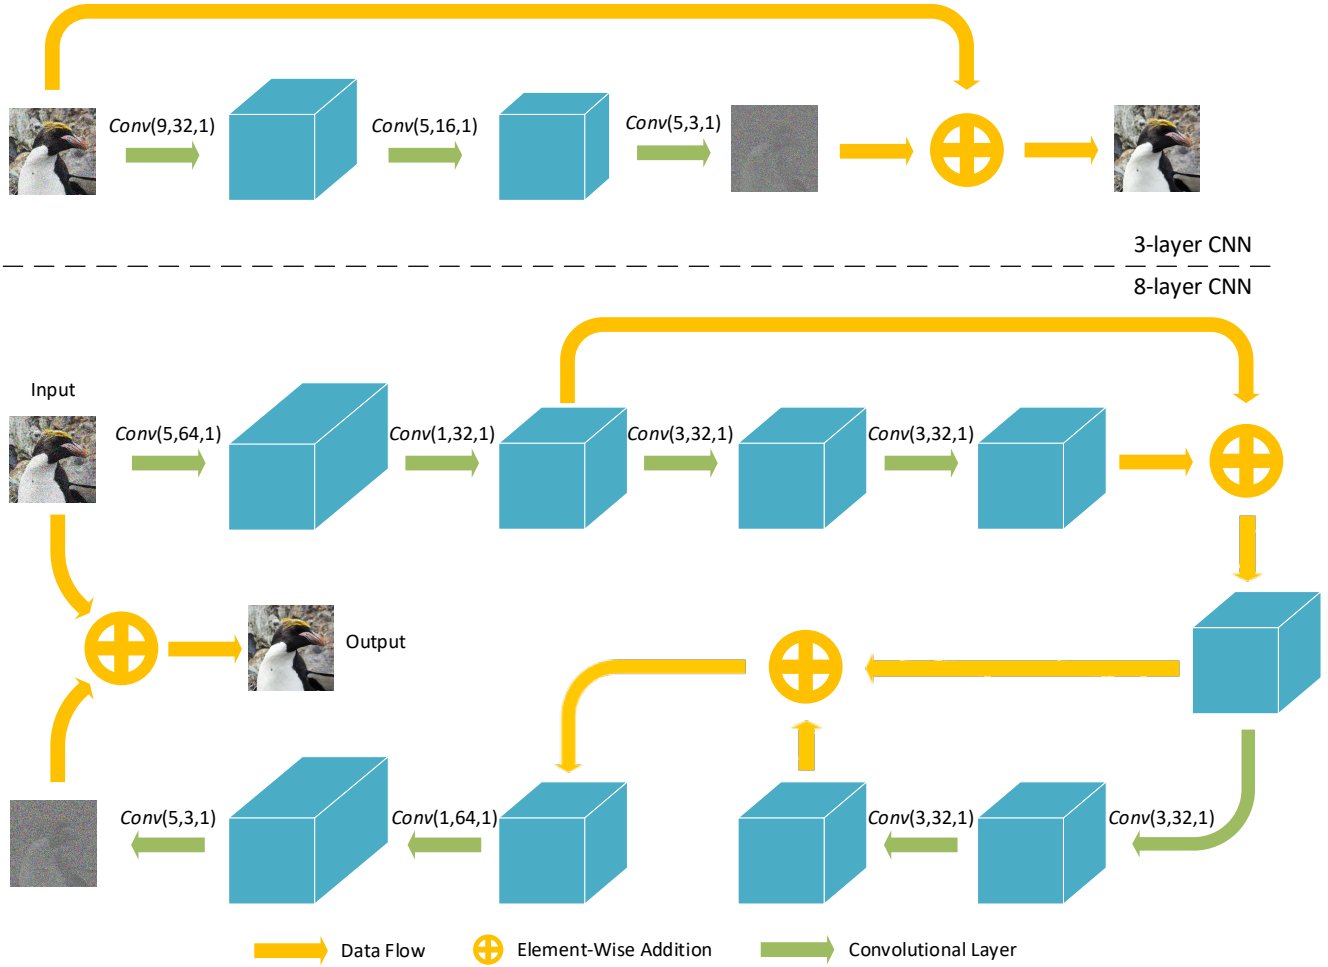 Conv(9,32,1)
Conv(5,16,1)
Conv(5,3,1)
3-layer CNN
8-layer CNN
Input
Conv(5,64,1)
Conv(1,32,1)
Conv(3,32,1)
Conv(3,32,1)
Output
Conv(5,3,1)
Conv(1,64,1)
Conv(3,32,1)
Conv(3,32,1)
Data Flow
Element-Wise Addition
Convolutional Layer